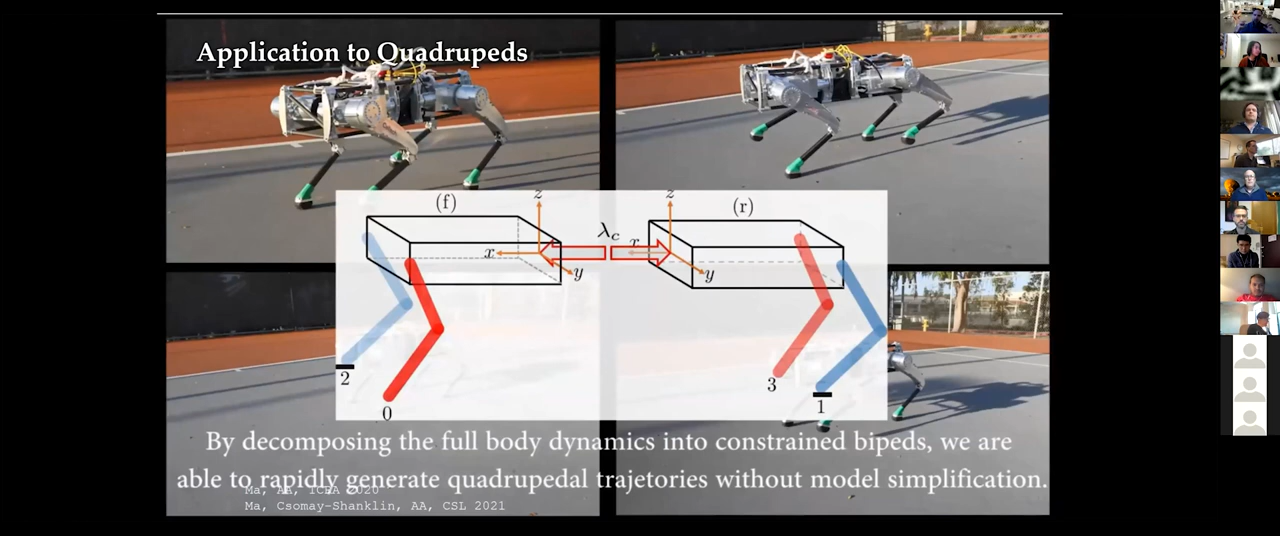 Application to Quadrupeds
(f)
(r)
z
z
λc
x
x
y
y
2
0
3
1
By decomposing the full body dynamics into constrained bipeds, we are
able to rapidly generate quadrupedal trajetories without model simplification.
Ma, AA, ICRA 2020
Ma, Csomay-Shanklin, AA, CSL 2021